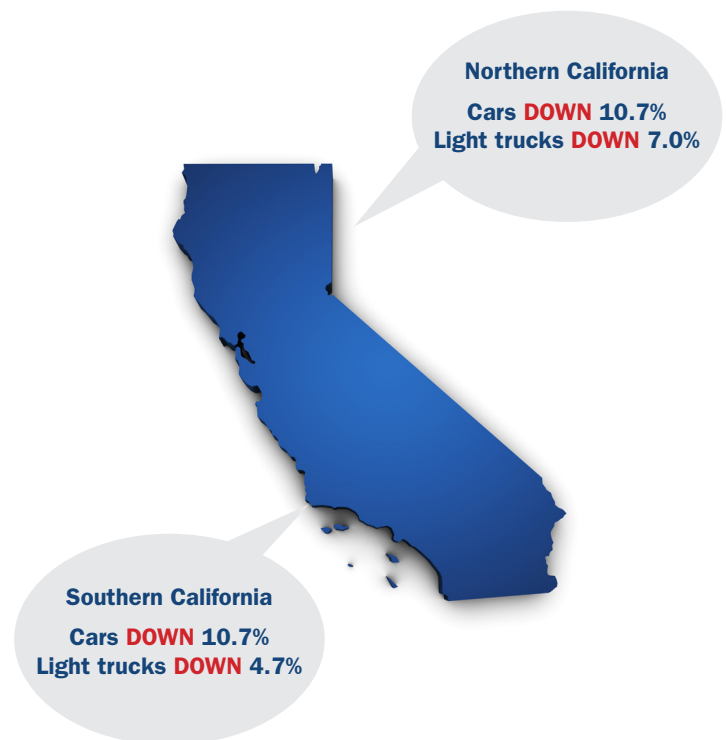 Northern California
Cars DOWN 10.7%
Light trucks DOWN 7.0%
Southern California
Cars DOWN 10.7%
Light trucks DOWN 4.7%